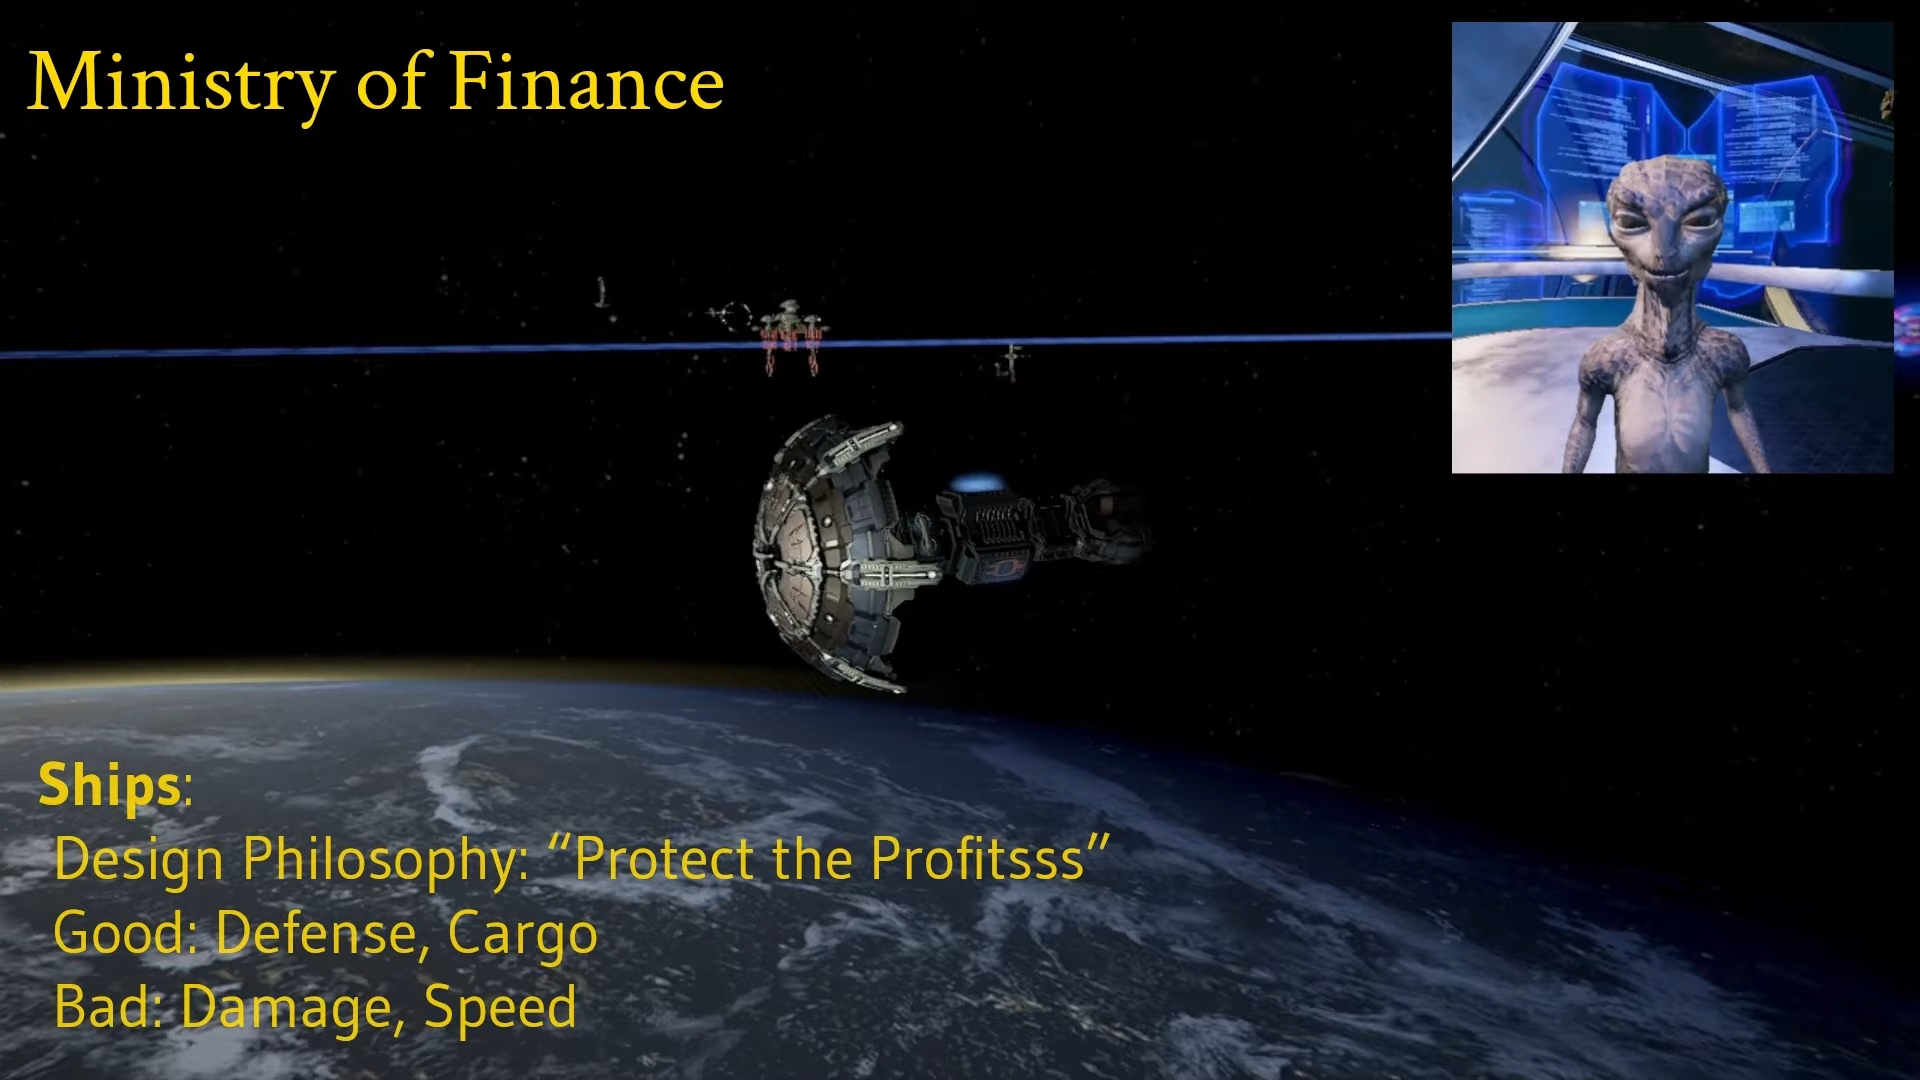 Ministry of Finance
Ships:
Design Philosophy: “Protect the Profitsss”
Good: Defense, Cargo
Bad: Damage, Speed